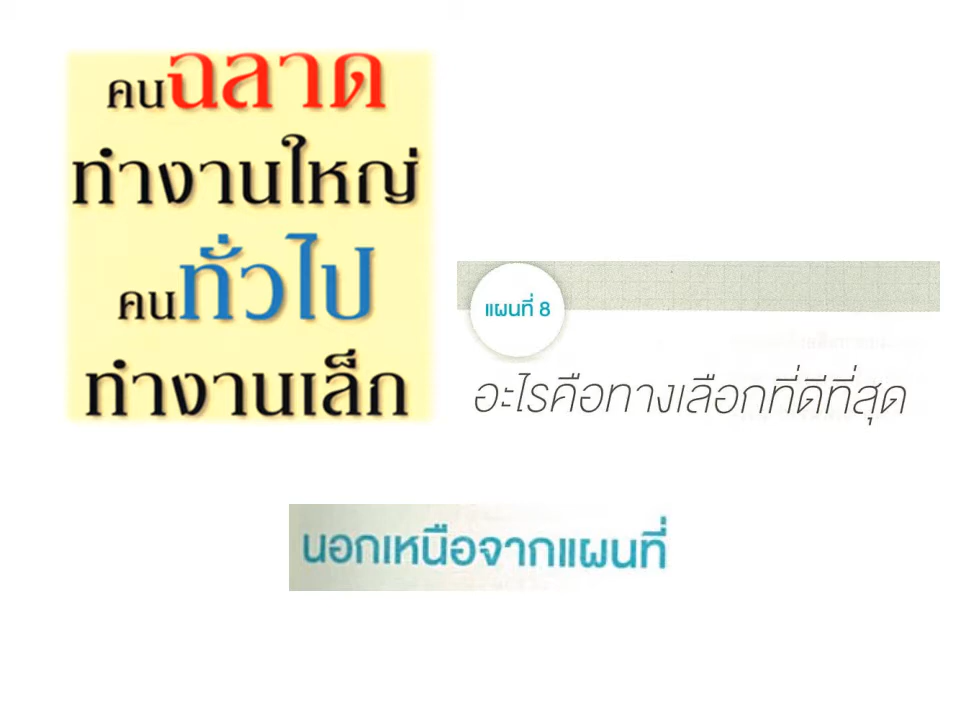 คนฉลาด
ทำงานใหญ่
คนทั่วไป
ทำงานเล็ก
แผนที่ 8
อะไรคือทางเลือกที่ดีที่สุด
นอกเหนือจากแผนที่